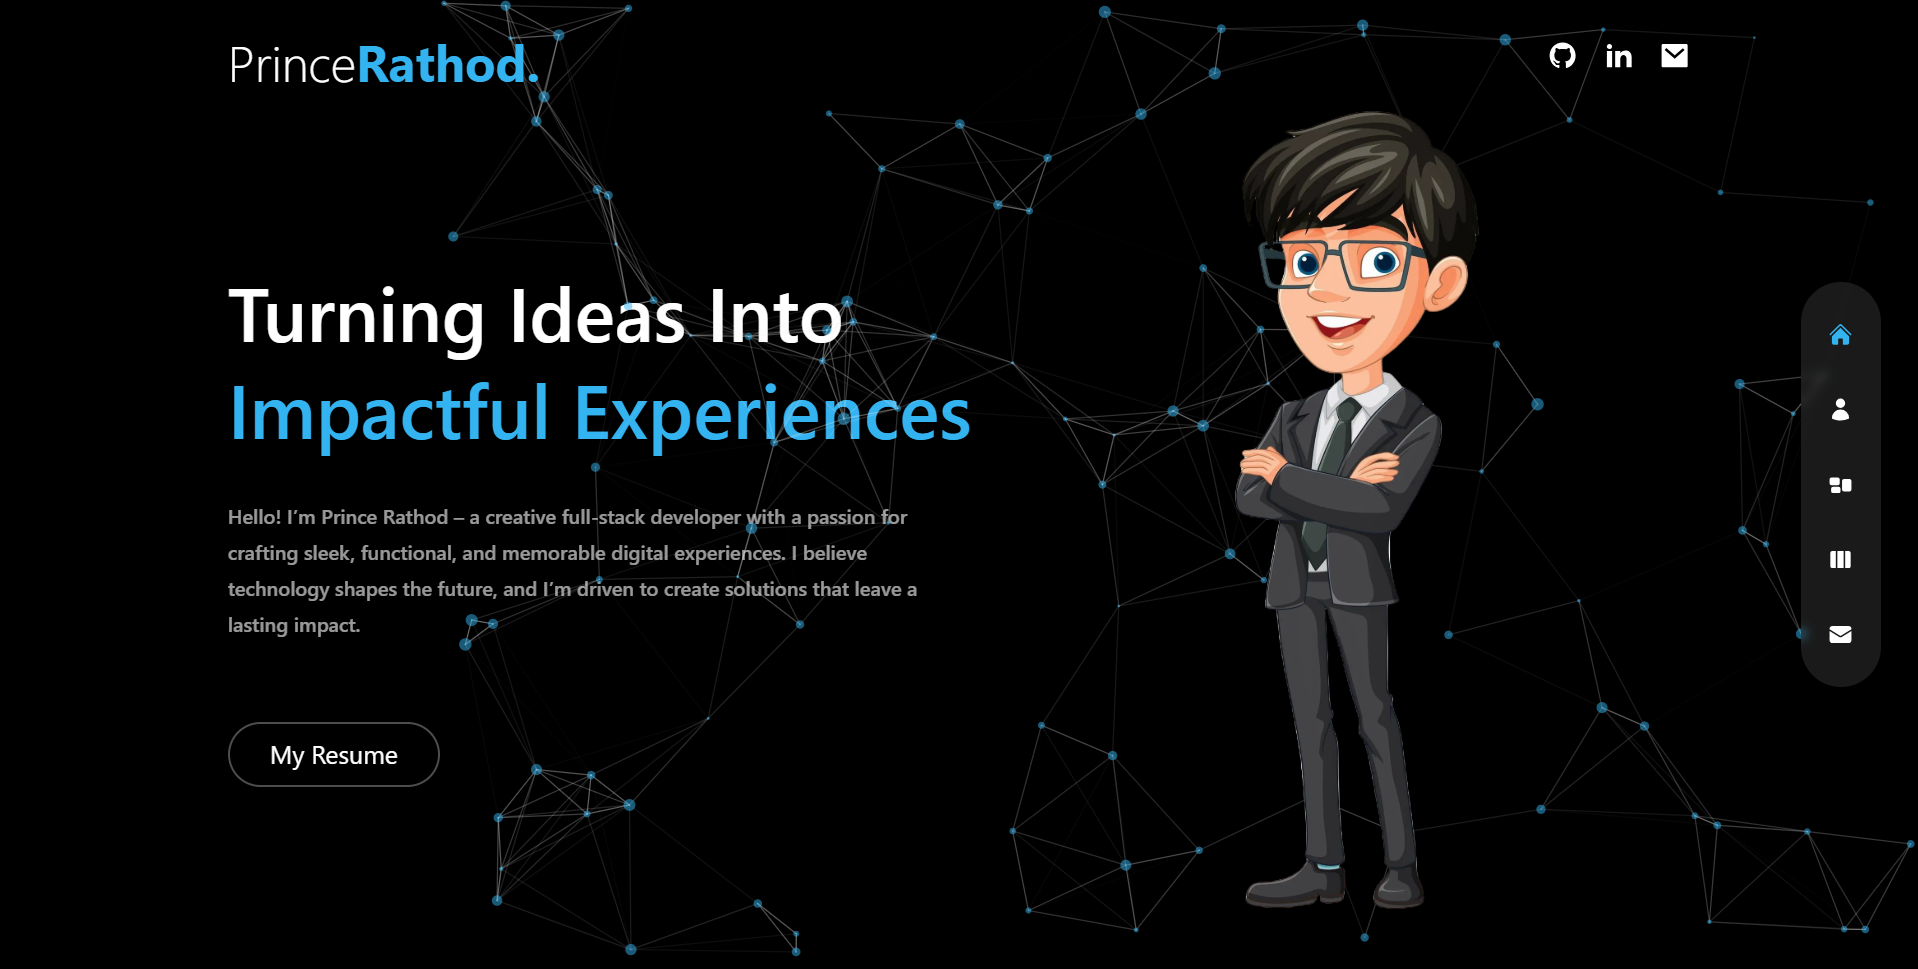 PrinceRathod.
Turning Ideas Into
Impactful Experiences
Hello! I’m Prince Rathod – a creative full-stack developer with a passion for
crafting sleek, functional, and memorable digital experiences. I believe
technology shapes the future, and I’m driven to create solutions that leave a
lasting impact.
My Resume